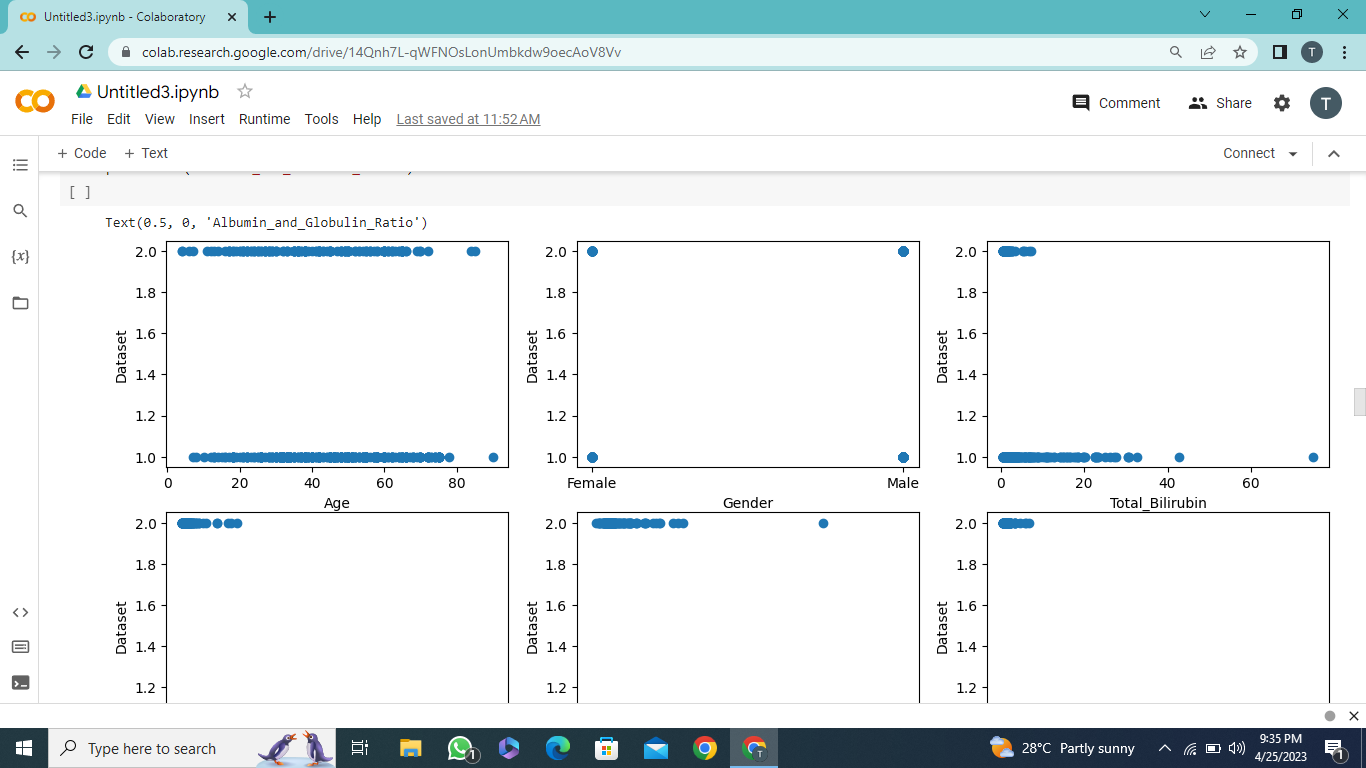 Untitled3.ipynb - Colaboratory
colab.research.google.com/drive/14Qnh7L-qWFNOsLonUmbkdw9oecAoV8Vv
T
Untitled3.ipynb
File Edit View Insert Runtime Tools Help Last saved at 11:52 AM
Comment Share T
+ Code + Text Connect
[ ]
{x}
Text(0.5, 0, 'Albumin_and_Globulin_Ratio')
2.0 1.8 1.6 1.4 1.2 1.0
Dataset
0 20 40 60 80
Age
2.0 1.8 1.6 1.4 1.2 1.0
Dataset
Female Male
Gender
2.0 1.8 1.6 1.4 1.2 1.0
Dataset
0 20 40 60
Total_Bilirubin
2.0 1.8 1.6 1.4 1.2
Dataset
2.0 1.8 1.6 1.4 1.2
Dataset
2.0 1.8 1.6 1.4 1.2
Dataset
Type here to search
1
T
28°C Partly sunny
9:35 PM
4/25/2023
1